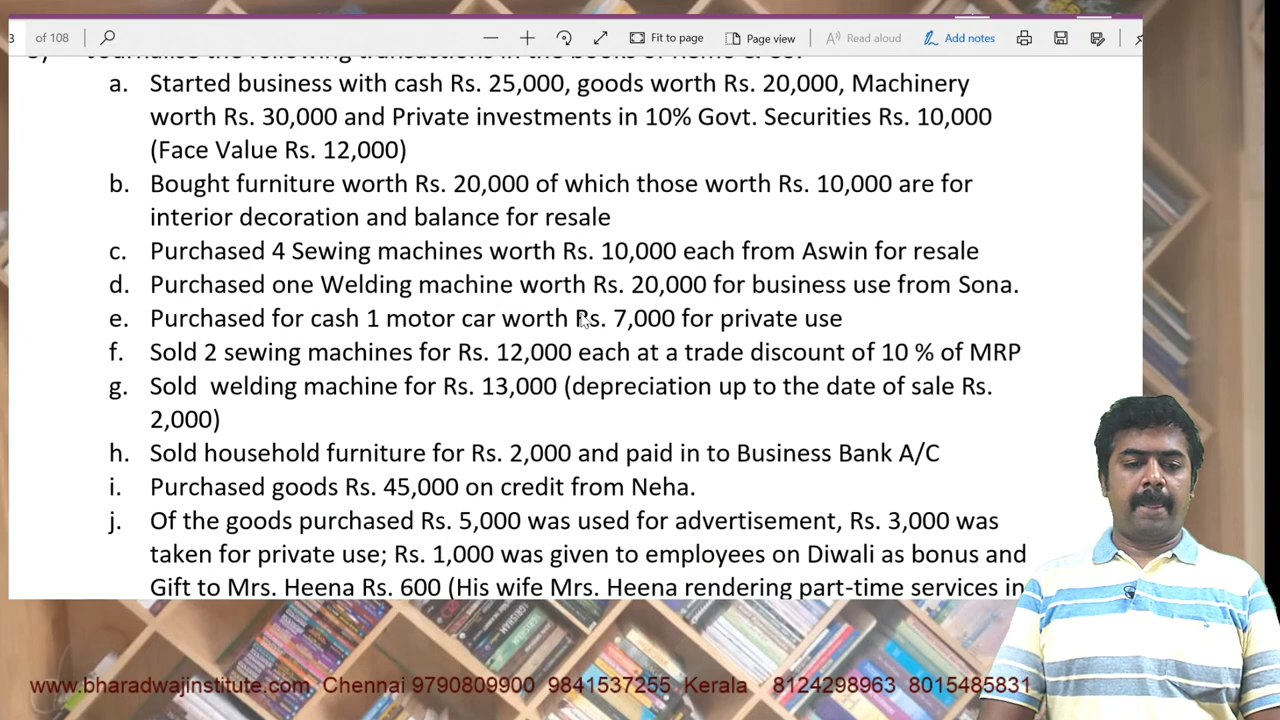 3 of 108 Fit to page Page view Read aloud Add notes
Journalise the following transactions in the books of
a. Started business with cash Rs. 25,000, goods worth Rs. 20,000, Machinery
worth Rs. 30,000 and Private investments in 10% Govt. Securities Rs. 10,000
(Face Value Rs. 12,000)
b. Bought furniture worth Rs. 20,000 of which those worth Rs. 10,000 are for
interior decoration and balance for resale
c. Purchased 4 Sewing machines worth Rs. 10,000 each from Aswin for resale
d. Purchased one Welding machine worth Rs. 20,000 for business use from Sona.
e. Purchased for cash 1 motor car worth Rs. 7,000 for private use
f. Sold 2 sewing machines for Rs. 12,000 each at a trade discount of 10 % of MRP
g. Sold welding machine for Rs. 13,000 (depreciation up to the date of sale Rs.
2,000)
h. Sold household furniture for Rs. 2,000 and paid in to Business Bank A/C
i. Purchased goods Rs. 45,000 on credit from Neha.
j. Of the goods purchased Rs. 5,000 was used for advertisement, Rs. 3,000 was
taken for private use; Rs. 1,000 was given to employees on Diwali as bonus and
Gift to Mrs. Heena Rs. 600 (His wife Mrs. Heena rendering part-time services in
www.bharadwajinstitute.com Chennai 9790809900 9841537255 Kerala 8124298963 8015485831